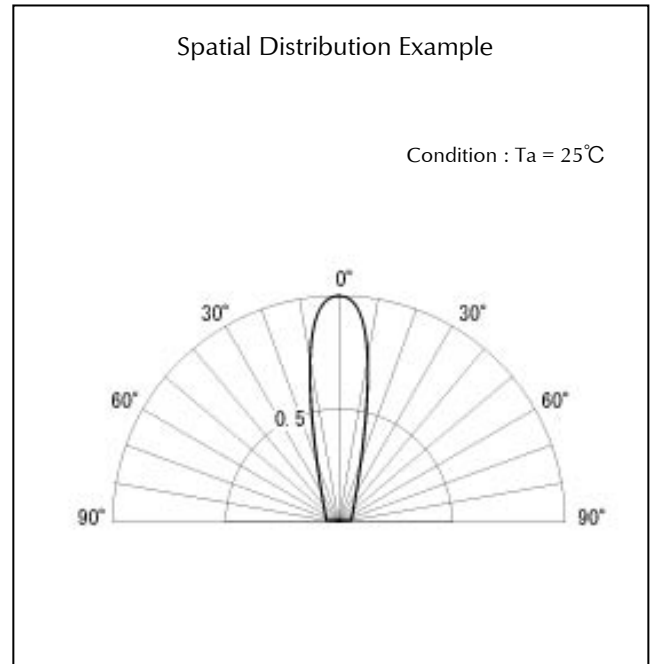 Spatial Distribution Example
Condition : Ta = 25℃
0°
30° 30°
60° 60°
0. 5
90° 90°